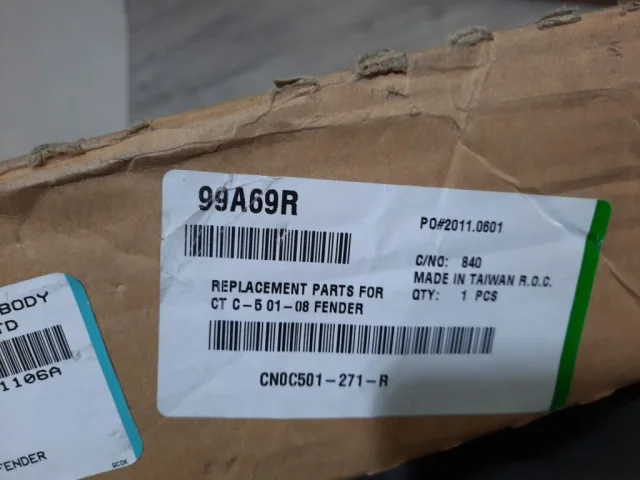 99A69R
PO#2011.0601
C/NO: 840
MADE IN TAIWAN R.O.C.
QTY: 1 PCS
REPLACEMENT PARTS FOR
CT C-5 01-08 FENDER
CN0C501-271-R
BODY
TD
1106A
FENDER
QCOK